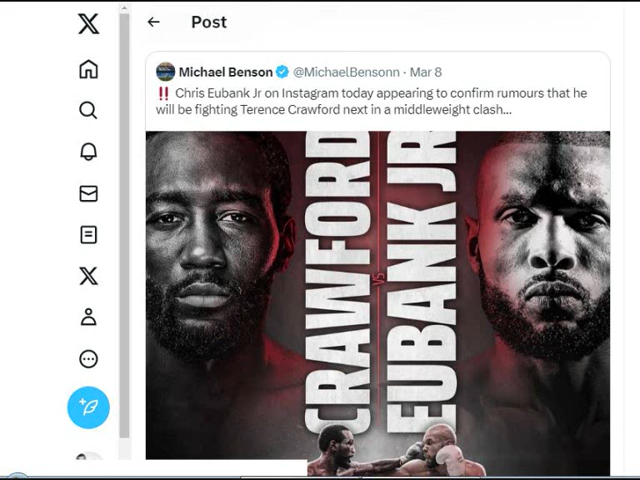 Post
Michael Benson @MichaelBensonn · Mar 8
‼️ Chris Eubank Jr on Instagram today appearing to confirm rumours that he
will be fighting Terence Crawford next in a middleweight clash...
CRAWFORD
VS
EUBANK JR